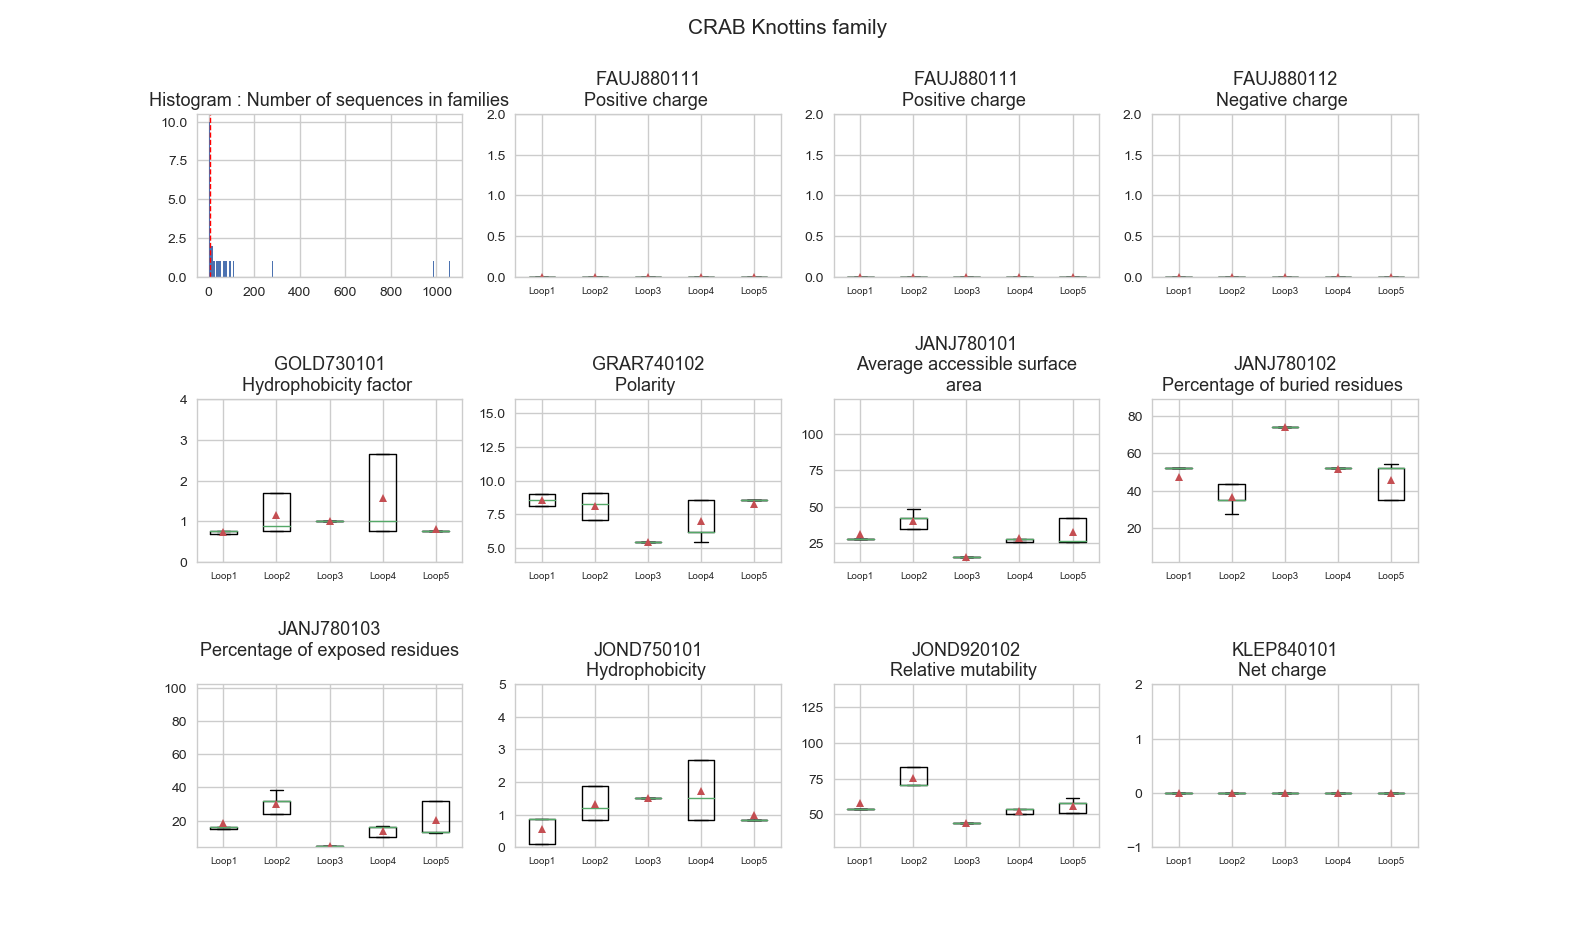 CRAB Knottins family
Histogram : Number of sequences in families
10.0
7.5
5.0
2.5
0.0
0 200 400 600 800 1000
FAUJ880111
Positive charge
2.0
1.5
1.0
0.5
0.0
Loop1 Loop2 Loop3 Loop4 Loop5
FAUJ880111
Positive charge
2.0
1.5
1.0
0.5
0.0
Loop1 Loop2 Loop3 Loop4 Loop5
FAUJ880112
Negative charge
2.0
1.5
1.0
0.5
0.0
Loop1 Loop2 Loop3 Loop4 Loop5
GOLD730101
Hydrophobicity factor
4
3
2
1
0
Loop1 Loop2 Loop3 Loop4 Loop5
GRAR740102
Polarity
15.0
12.5
10.0
7.5
5.0
Loop1 Loop2 Loop3 Loop4 Loop5
JANJ780101
Average accessible surface
area
100
75
50
25
Loop1 Loop2 Loop3 Loop4 Loop5
JANJ780102
Percentage of buried residues
80
60
40
20
Loop1 Loop2 Loop3 Loop4 Loop5
JANJ780103
Percentage of exposed residues
100
80
60
40
20
Loop1 Loop2 Loop3 Loop4 Loop5
JOND750101
Hydrophobicity
5
4
3
2
1
0
Loop1 Loop2 Loop3 Loop4 Loop5
JOND920102
Relative mutability
125
100
75
50
Loop1 Loop2 Loop3 Loop4 Loop5
KLEP840101
Net charge
2
1
0
−1
Loop1 Loop2 Loop3 Loop4 Loop5